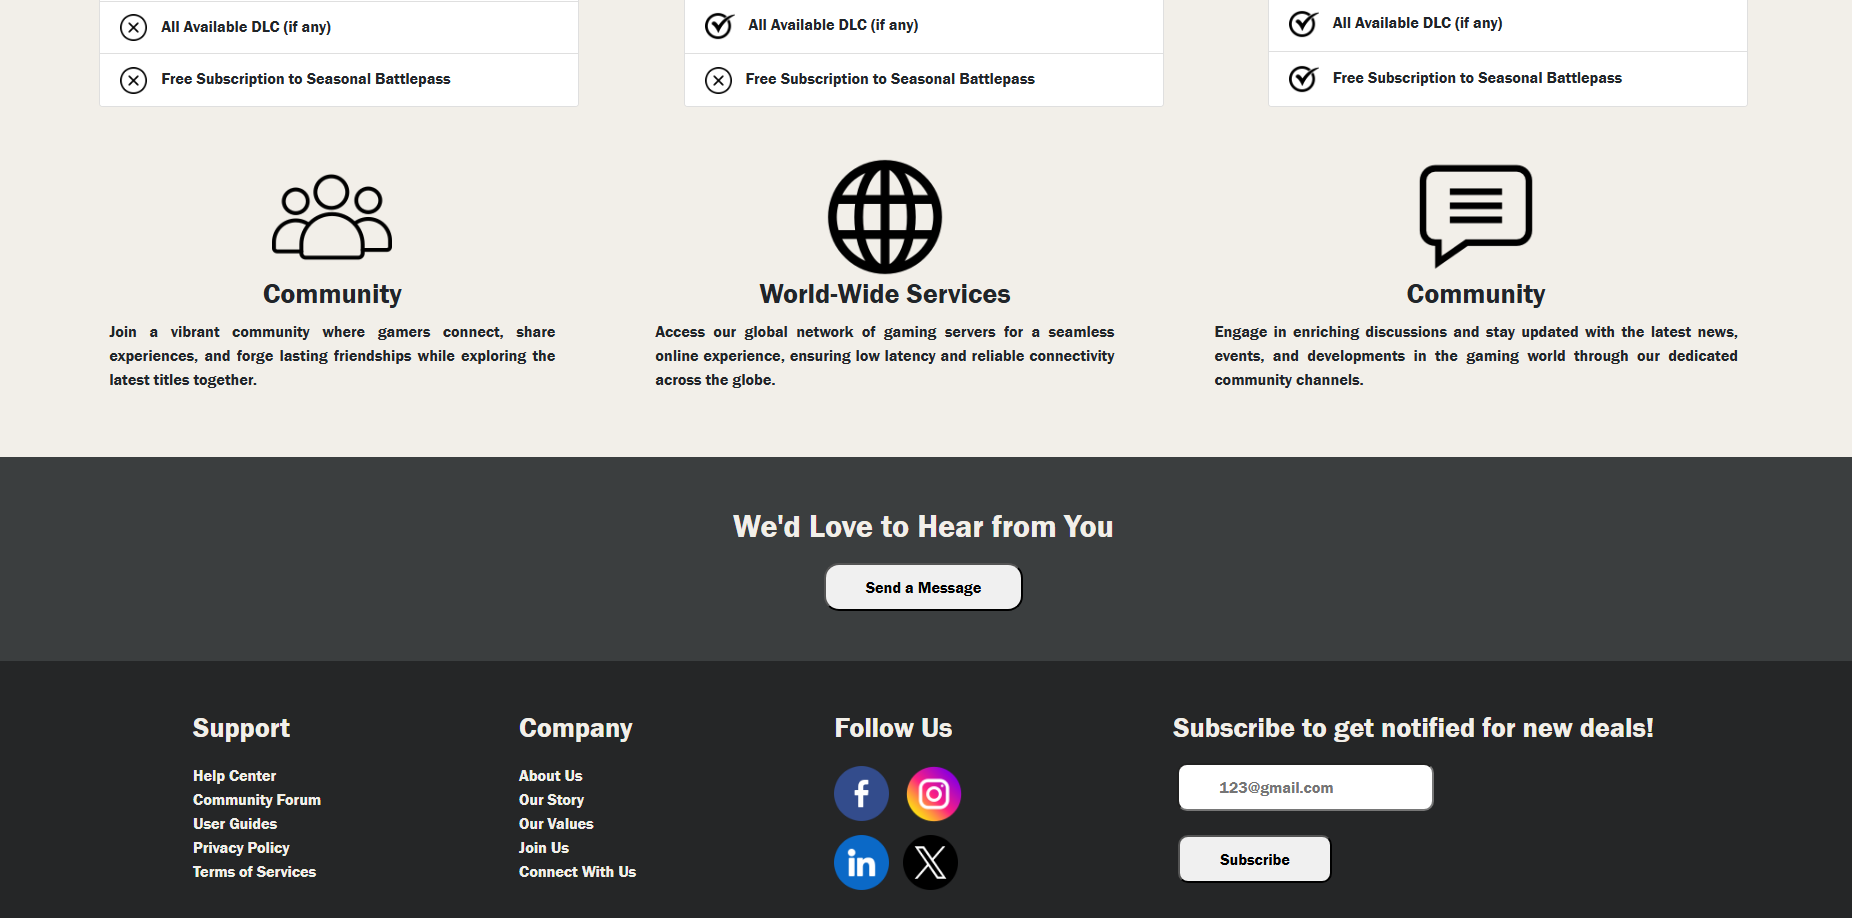 All Available DLC (if any)
Free Subscription to Seasonal Battlepass
All Available DLC (if any)
Free Subscription to Seasonal Battlepass
All Available DLC (if any)
Free Subscription to Seasonal Battlepass
Community
Join a vibrant community where gamers connect, share
experiences, and forge lasting friendships while exploring the
latest titles together.
World-Wide Services
Access our global network of gaming servers for a seamless
online experience, ensuring low latency and reliable connectivity
across the globe.
Community
Engage in enriching discussions and stay updated with the latest news,
events, and developments in the gaming world through our dedicated
community channels.
We'd Love to Hear from You
Send a Message
Support
Help Center
Community Forum
User Guides
Privacy Policy
Terms of Services
Company
About Us
Our Story
Our Values
Join Us
Connect With Us
Follow Us
f
in
X
Subscribe to get notified for new deals!
123@gmail.com
Subscribe